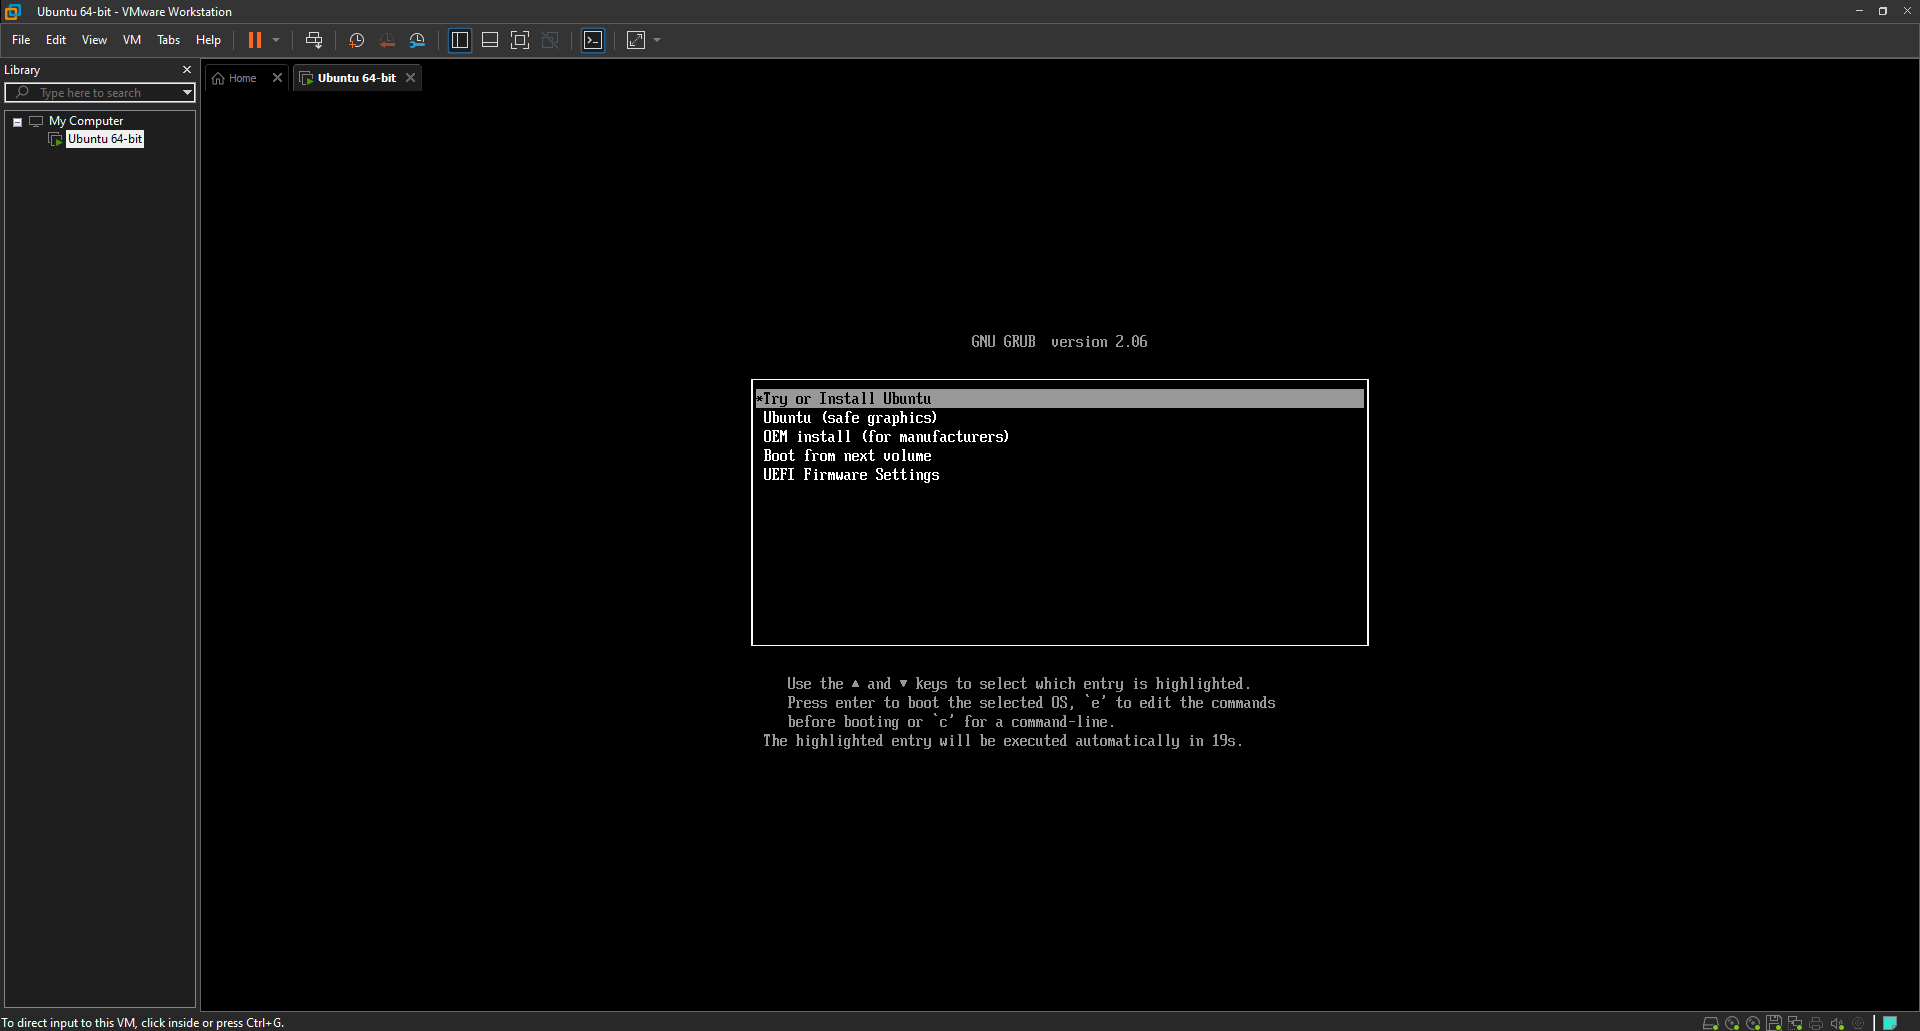 Ubuntu 64-bit - VMware Workstation
File Edit View VM Tabs Help
Library
Home
Ubuntu 64-bit
Type here to search
My Computer
Ubuntu 64-bit
GNU GRUB  version 2.06
*Try or Install Ubuntu
Ubuntu (safe graphics)
OEM install (for manufacturers)
Boot from next volume
UEFI Firmware Settings
Use the ▲ and ▼ keys to select which entry is highlighted.
Press enter to boot the selected OS, `e' to edit the commands
before booting or `c' for a command-line.
The highlighted entry will be executed automatically in 19s.
To direct input to this VM, click inside or press Ctrl+G.